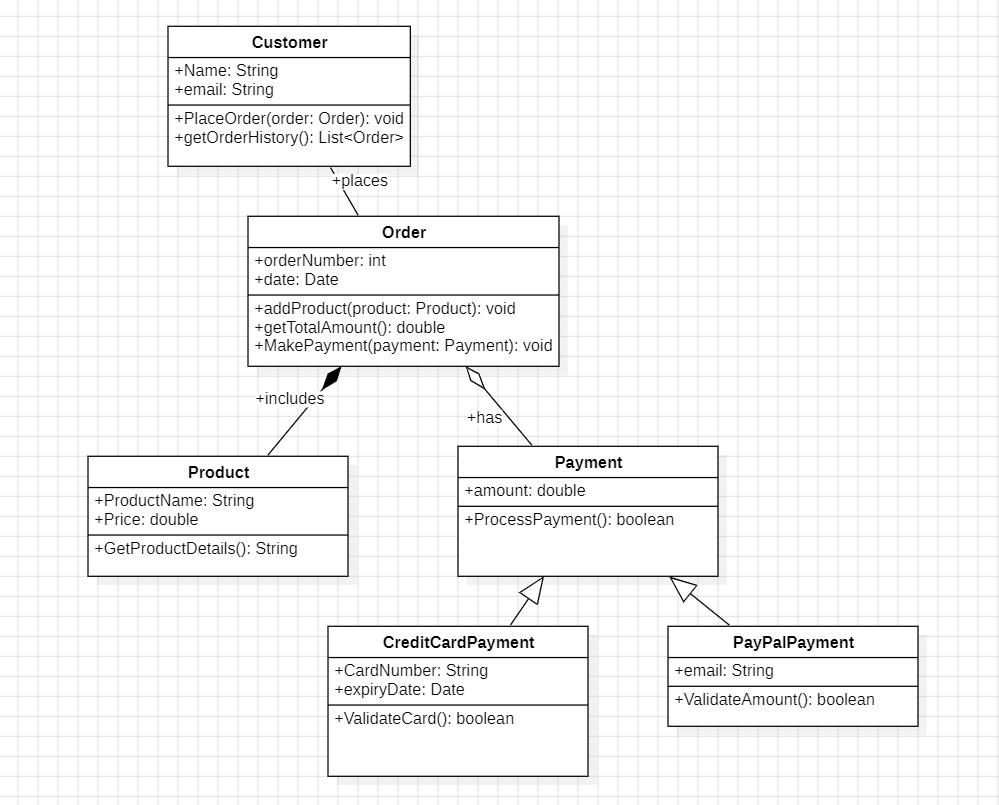 Customer
+Name: String
+email: String
+PlaceOrder(order: Order): void
+getOrderHistory(): List<Order>
+places
Order
+orderNumber: int
+date: Date
+addProduct(product: Product): void
+getTotalAmount(): double
+MakePayment(payment: Payment): void
+includes
+has
Product
+ProductName: String
+Price: double
+GetProductDetails(): String
Payment
+amount: double
+ProcessPayment(): boolean
CreditCardPayment
+CardNumber: String
+expiryDate: Date
+ValidateCard(): boolean
PayPalPayment
+email: String
+ValidateAmount(): boolean